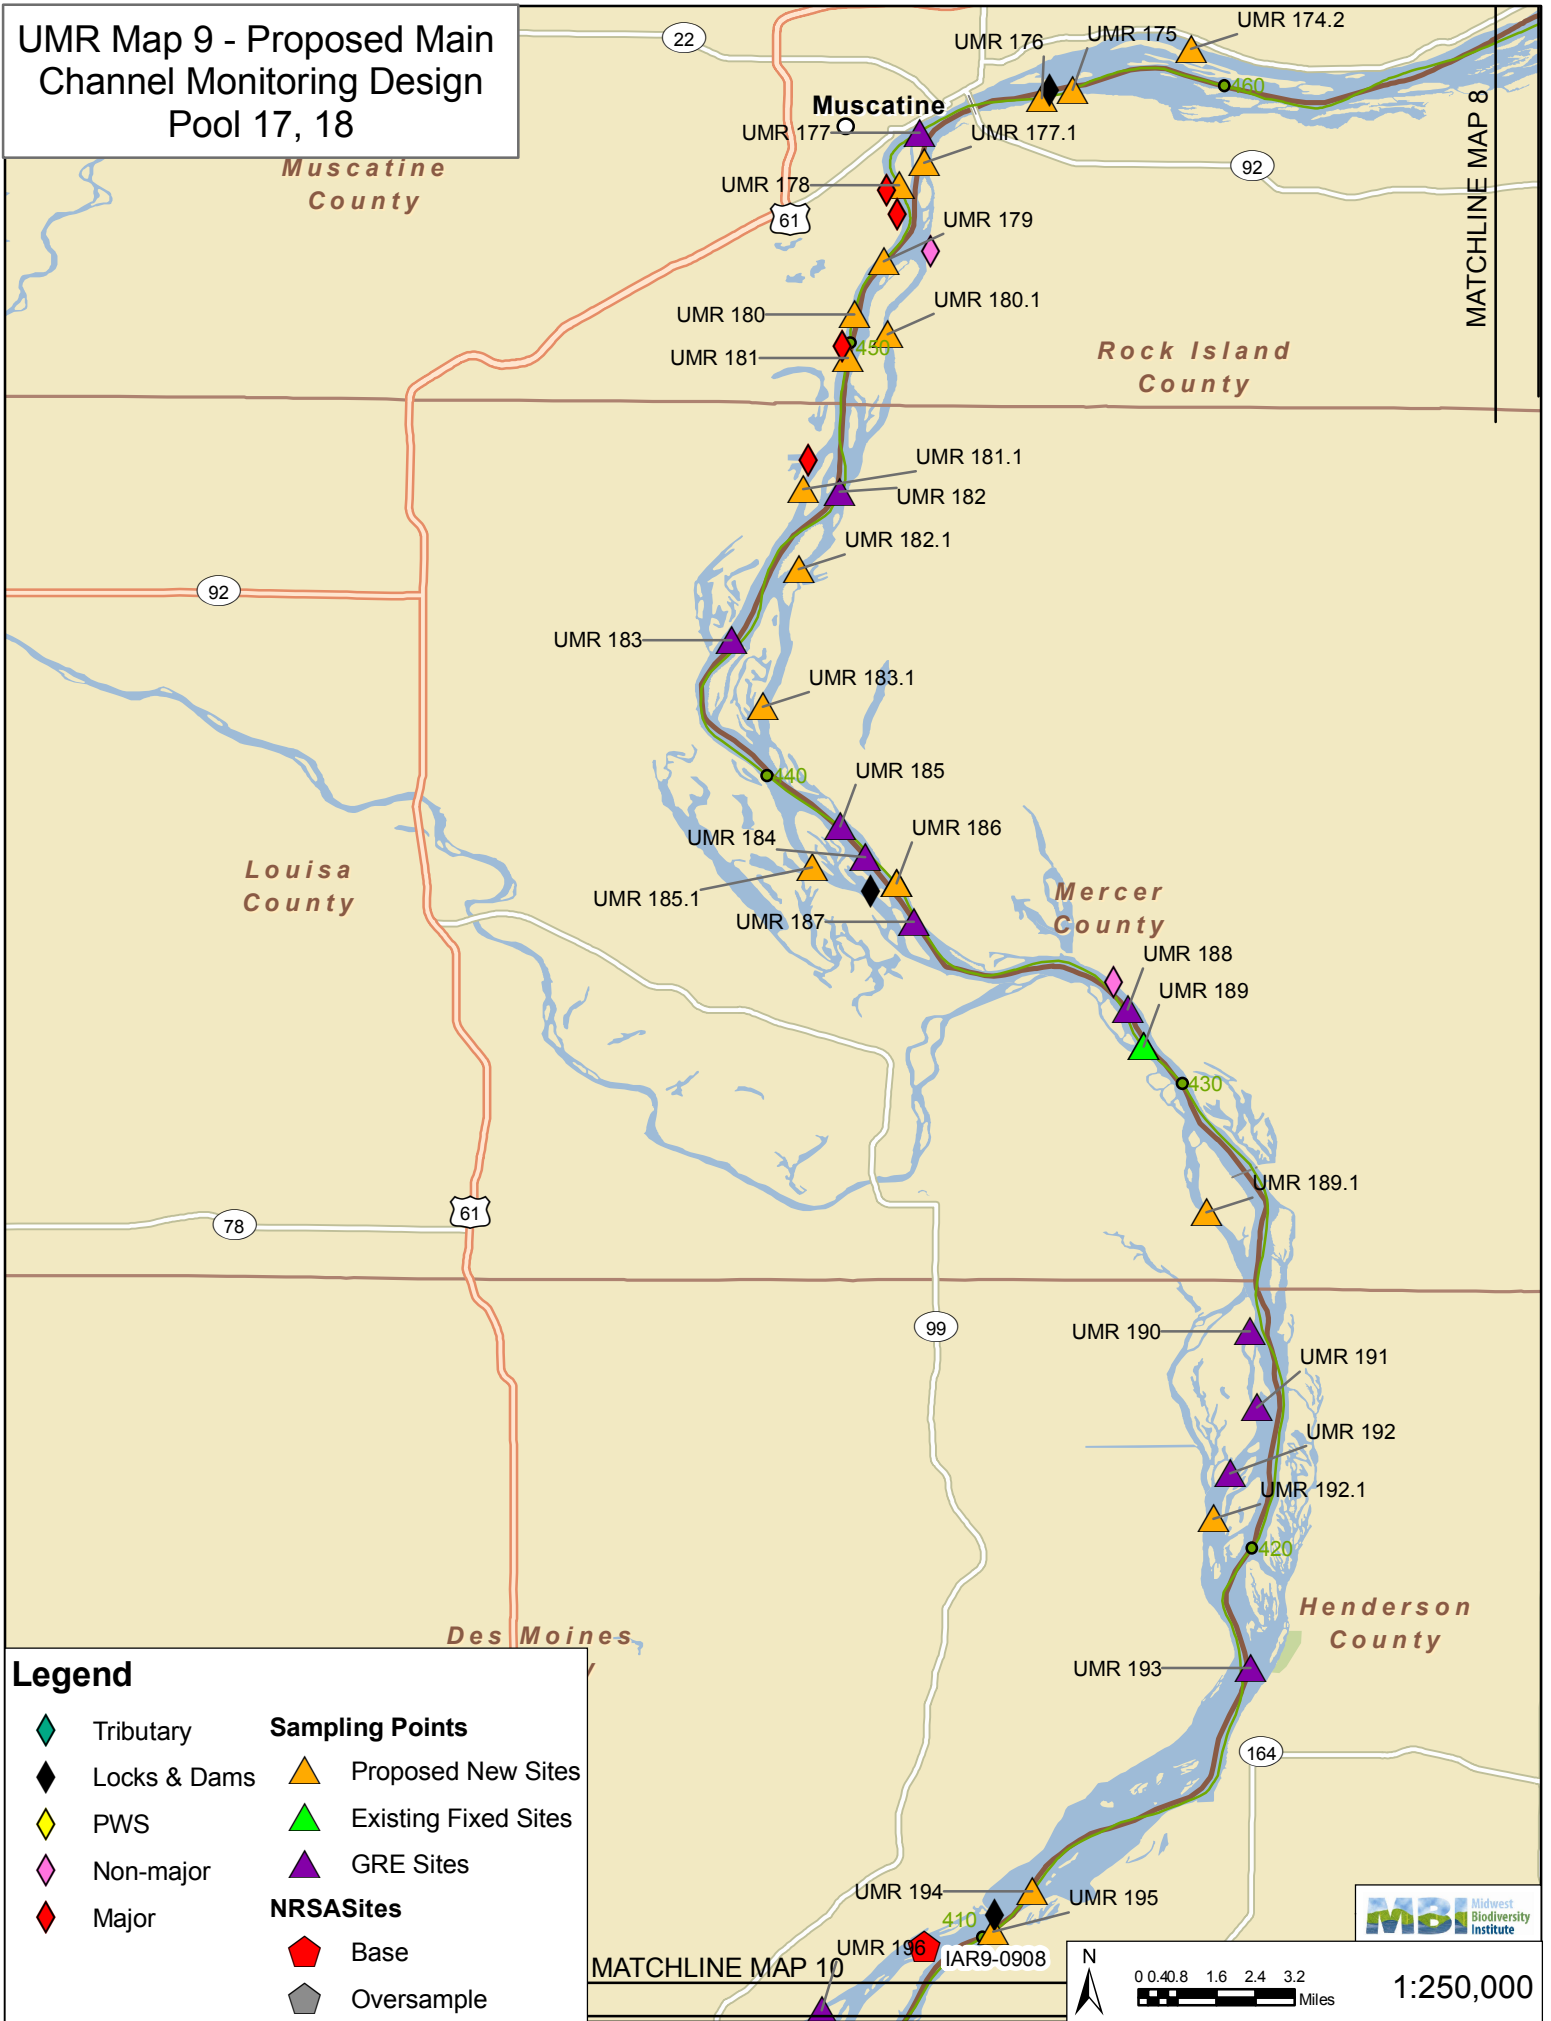 UMR Map 9 - Proposed Main
Channel Monitoring Design
Pool 17, 18
22
UMR 176
UMR 175
UMR 174.2
460
MATCHLINE MAP 8
Muscatine
UMR 177
UMR 177.1
92
Muscatine
County
UMR 178
61
UMR 179
UMR 180
UMR 180.1
450
UMR 181
Rock Island
County
UMR 181.1
UMR 182
UMR 182.1
92
UMR 183
UMR 183.1
440
UMR 185
UMR 184
UMR 186
UMR 185.1
UMR 187
Louisa
County
Mercer
County
UMR 188
UMR 189
430
UMR 189.1
61
78
99
UMR 190
UMR 191
UMR 192
UMR 192.1
420
Henderson
County
Des Moines
UMR 193
164
UMR 194
UMR 195
410
UMR 196
IAR9-0908
MATCHLINE MAP 10
Legend
Tributary
Locks & Dams
PWS
Non-major
Major
Sampling Points
Proposed New Sites
Existing Fixed Sites
GRE Sites
NRSASites
Base
Oversample
MBI Midwest
Biodiversity
Institute
N
0 0.40.8 1.6 2.4 3.2
Miles
1:250,000